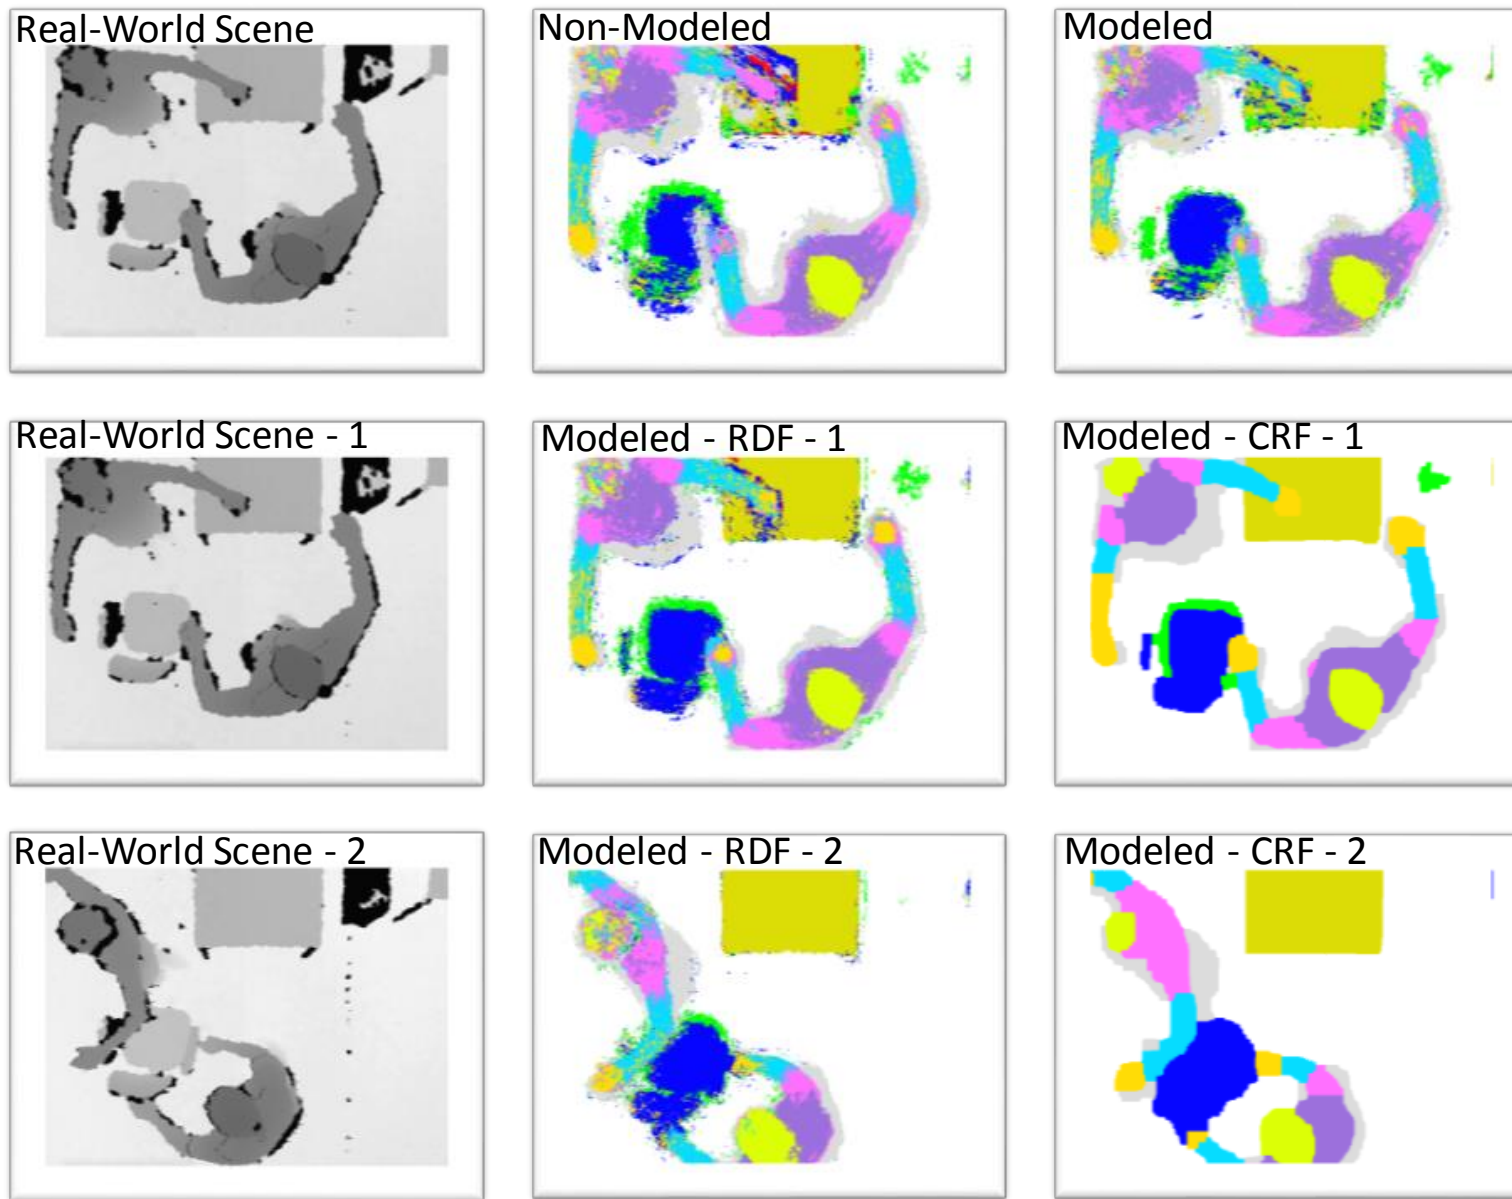 Real-World Scene
Non-Modeled
Modeled
Real-World Scene - 1
Modeled - RDF - 1
Modeled - CRF - 1
Real-World Scene - 2
Modeled - RDF - 2
Modeled - CRF - 2